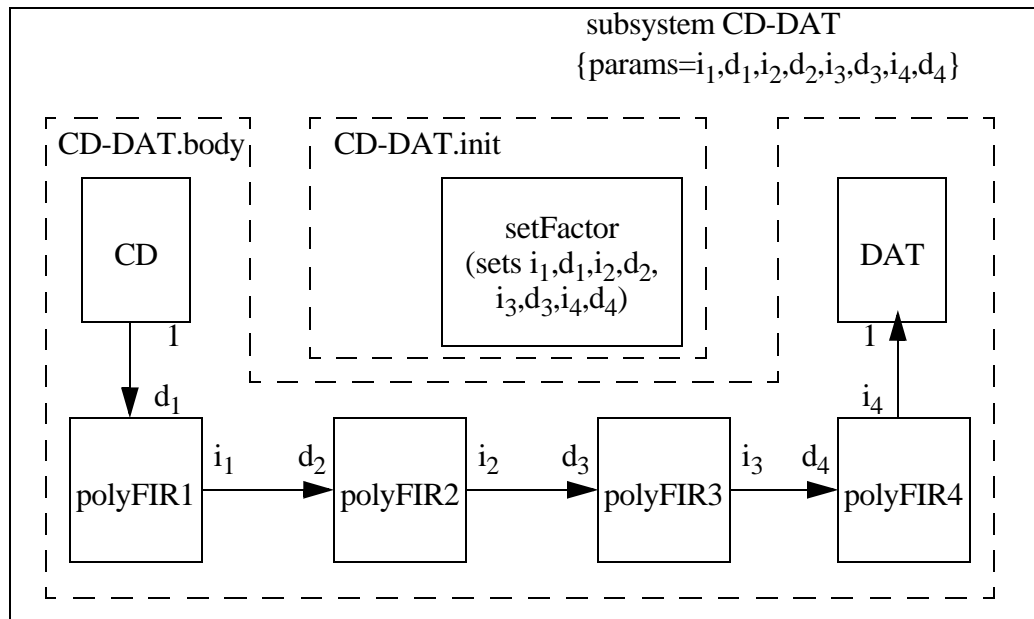 subsystem CD-DAT
{params=i₁,d₁,i₂,d₂,i₃,d₃,i₄,d₄}
CD-DAT.body
CD-DAT.init
CD
setFactor
(sets i₁,d₁,i₂,d₂,
i₃,d₃,i₄,d₄)
DAT
1
1
d₁
i₄
i₁
d₂
i₂
d₃
i₃
d₄
polyFIR1
polyFIR2
polyFIR3
polyFIR4